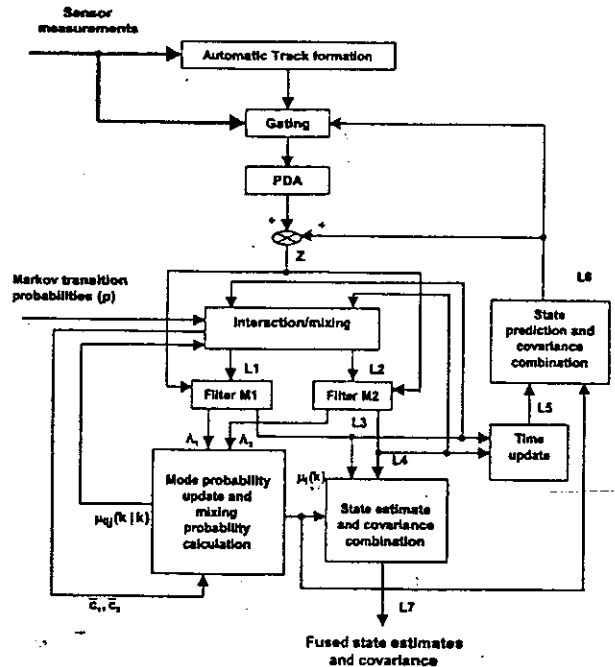 Sensor
measurements
Automatic Track formation
Gating
PDA
+
+
Z
Markov transition
probabilities (p)
L6
Interaction/mixing
State
prediction and
covariance
combination
L1
L2
Filter M1
Filter M2
L3
L5
Λ₁
Λ₂
L4
Time
update
Mode probability
update and
mixing
probability
calculation
μᵢ|ⱼ(k|k)
μⱼ(k)
State estimate
and covariance
combination
c̄₁, c̄₂
L7
Fused state estimates
and covariance